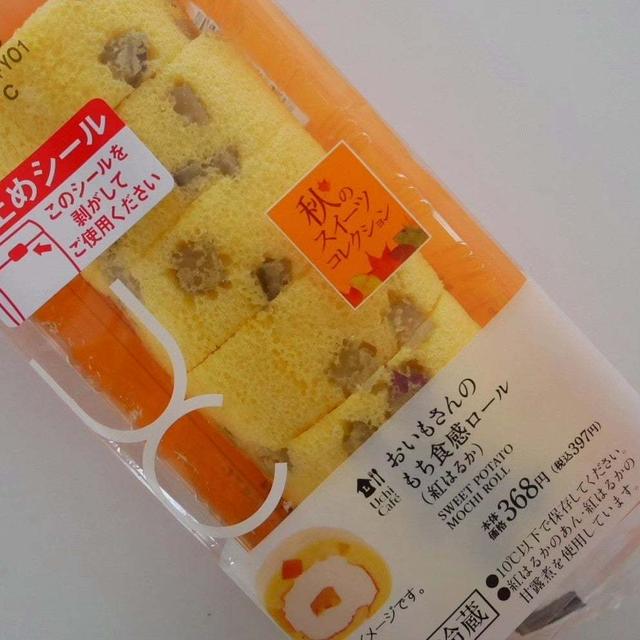 YO1
C
止めシール
このシールを
剥がして
ご使用ください
秋の
スイーツ
コレクション
UC
Uchi
Café
おいもさんの
もち食感ロール
(紅はるか)
SWEET POTATO
MOCHI ROLL
本体
価格368円(税込397円)
●10℃以下で保存してください。
●紅はるかのあん・紅はるかの
甘露煮を使用しています。
イメージです。
冷蔵